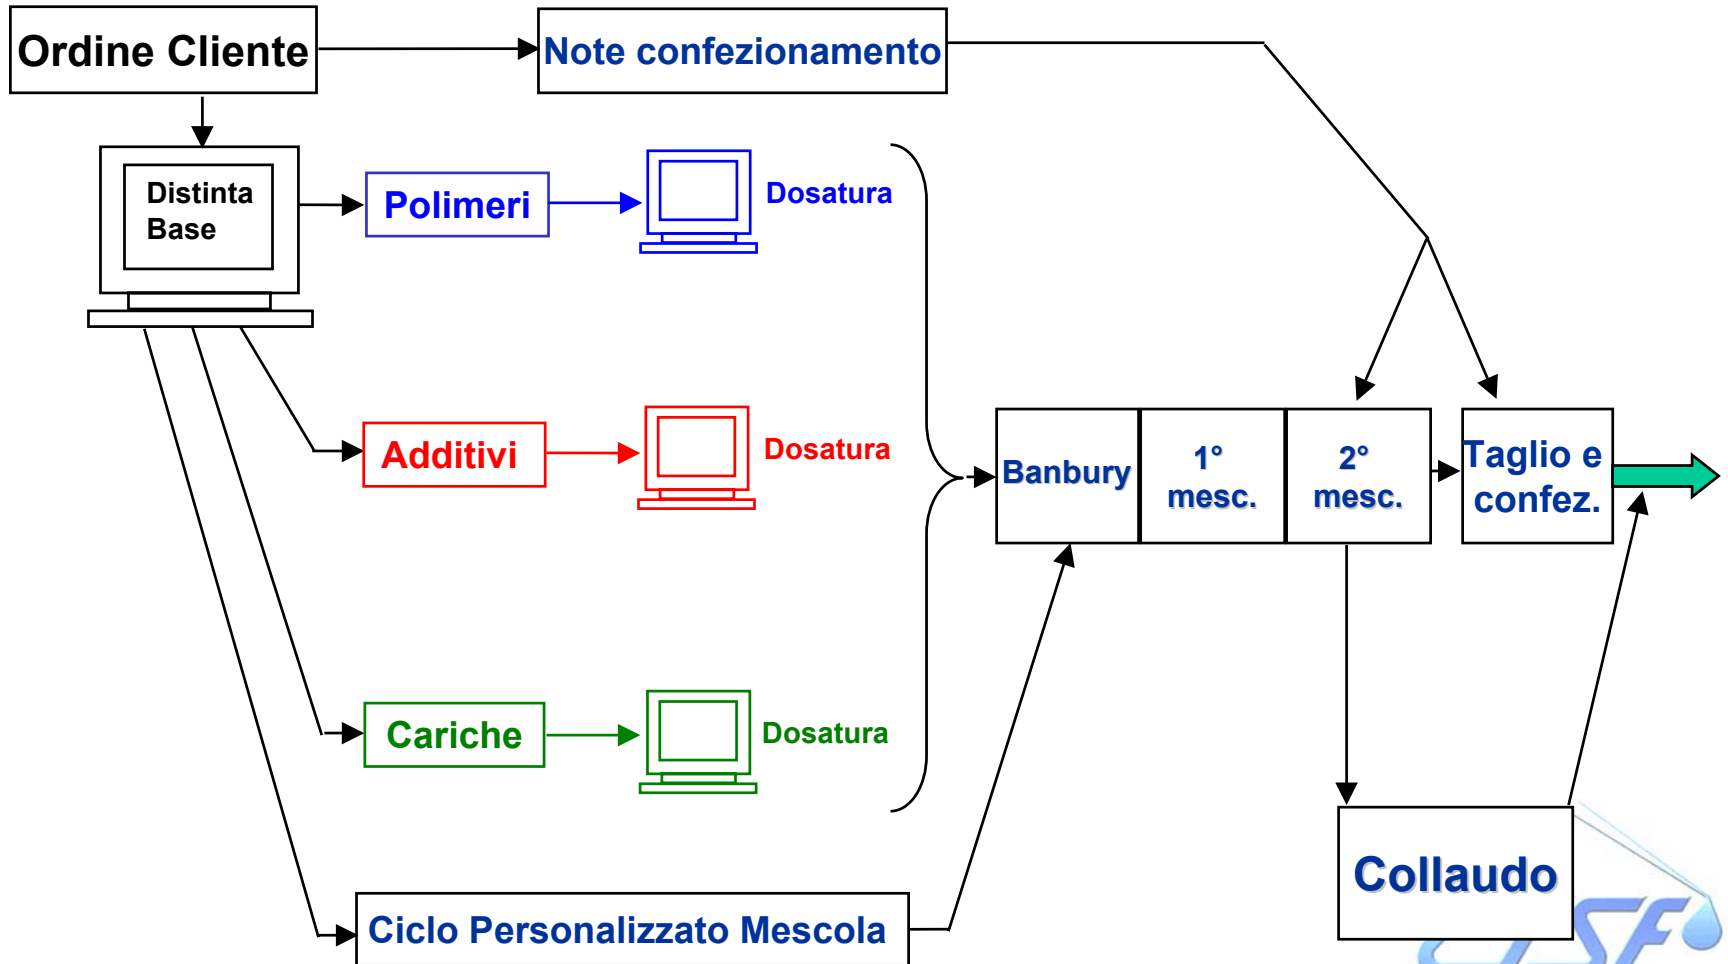 Ordine Cliente
Note confezionamento
Distinta
Base
Polimeri
Dosatura
Additivi
Dosatura
Cariche
Dosatura
Banbury
1°
mesc.
2°
mesc.
Taglio e
confez.
Collaudo
Ciclo Personalizzato Mescola